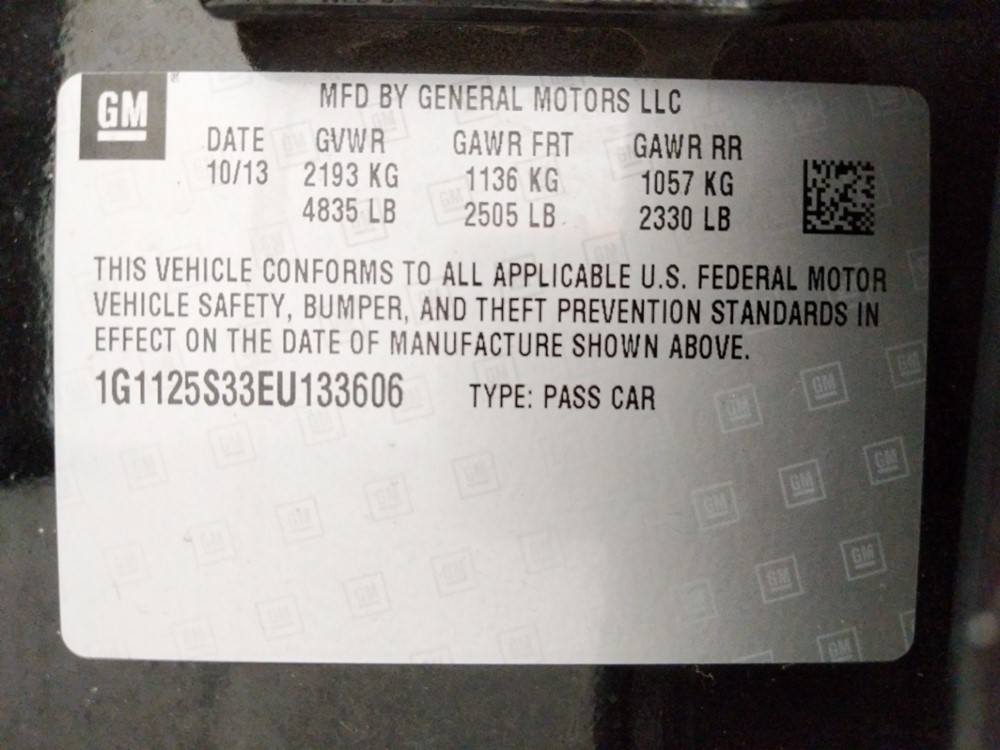 GM
MFD BY GENERAL MOTORS LLC
DATE GVWR GAWR FRT GAWR RR
10/13 2193 KG 1136 KG 1057 KG
4835 LB 2505 LB 2330 LB
THIS VEHICLE CONFORMS TO ALL APPLICABLE U.S. FEDERAL MOTOR
VEHICLE SAFETY, BUMPER, AND THEFT PREVENTION STANDARDS IN
EFFECT ON THE DATE OF MANUFACTURE SHOWN ABOVE.
1G1125S33EU133606 TYPE: PASS CAR